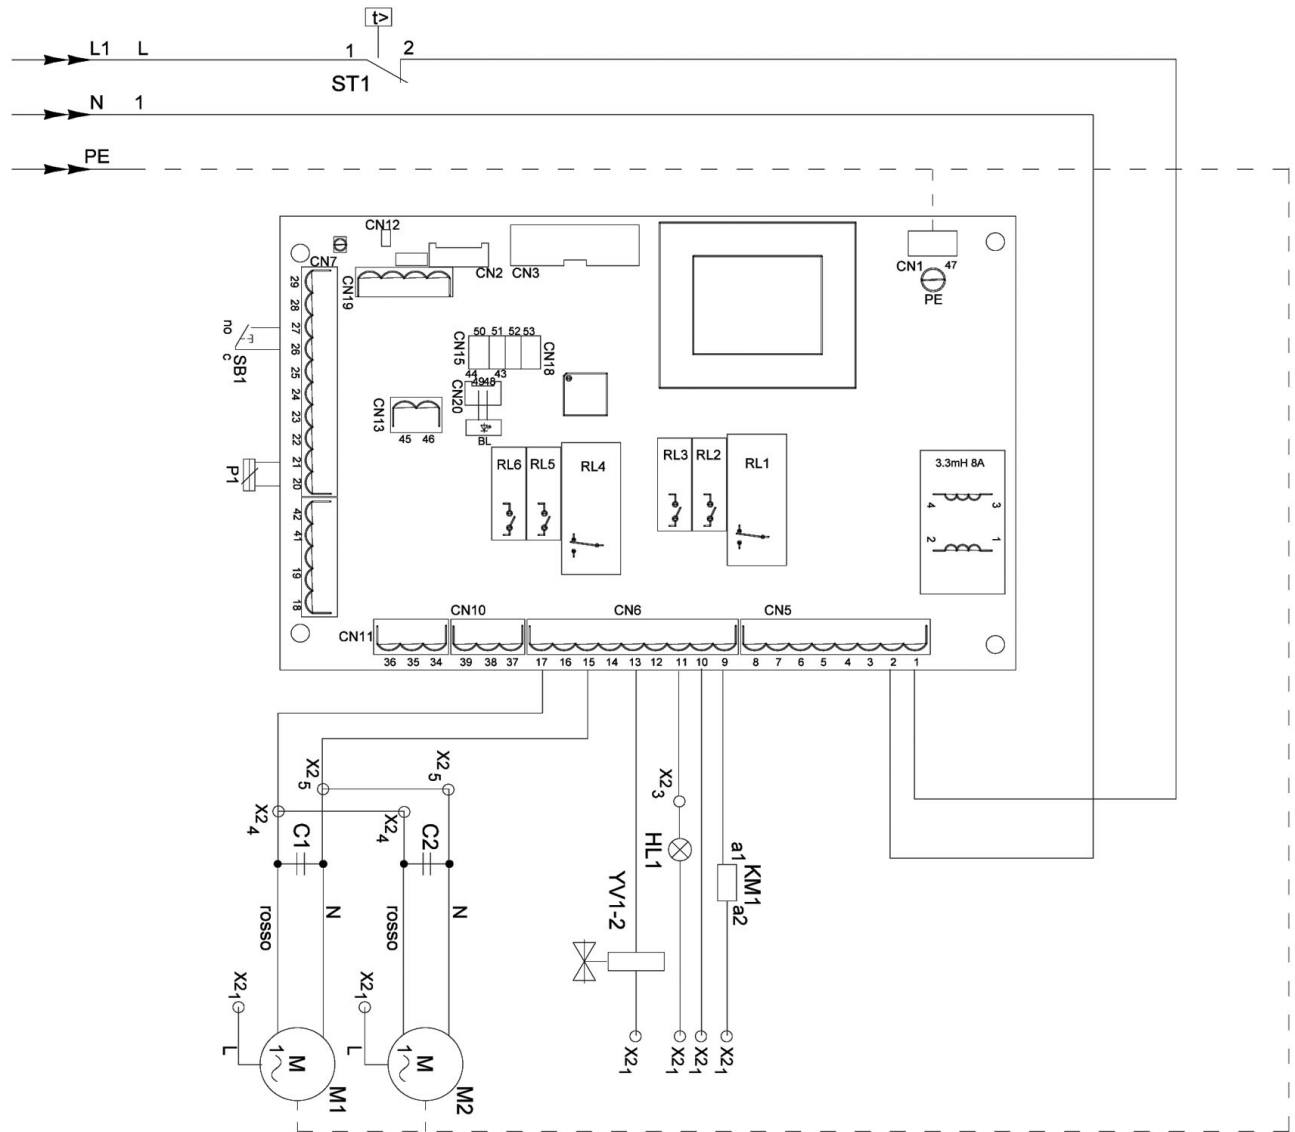 t>
L1 L 1 2
ST1
N 1
PE
CN12
CN7
CN2
CN3
CN1 47
PE
CN19
29
28
27
26
25
24
23
22
21
20
42
41
19
18
no
c
SB1
P1
50 51 52 53
CN15
CN18
44 43
49 48
CN20
BL
CN13
45 46
RL6 RL5 RL4
RL3 RL2 RL1
3.3mH 8A
4 3
2 1
CN11
CN10
CN6
CN5
36 35 34 39 38 37 17 16 15 14 13 12 11 10 9 8 7 6 5 4 3 2 1
X2 5
X2 5
X2 4
X2 4
X2 3
C1
C2
HL1
a1
KM1
a2
YV1-2
rosso
N
rosso
N
X2 1
X2 1
L
L
M
1
M
1
M1
M2
X2 1
X2 1
X2 1
X2 1